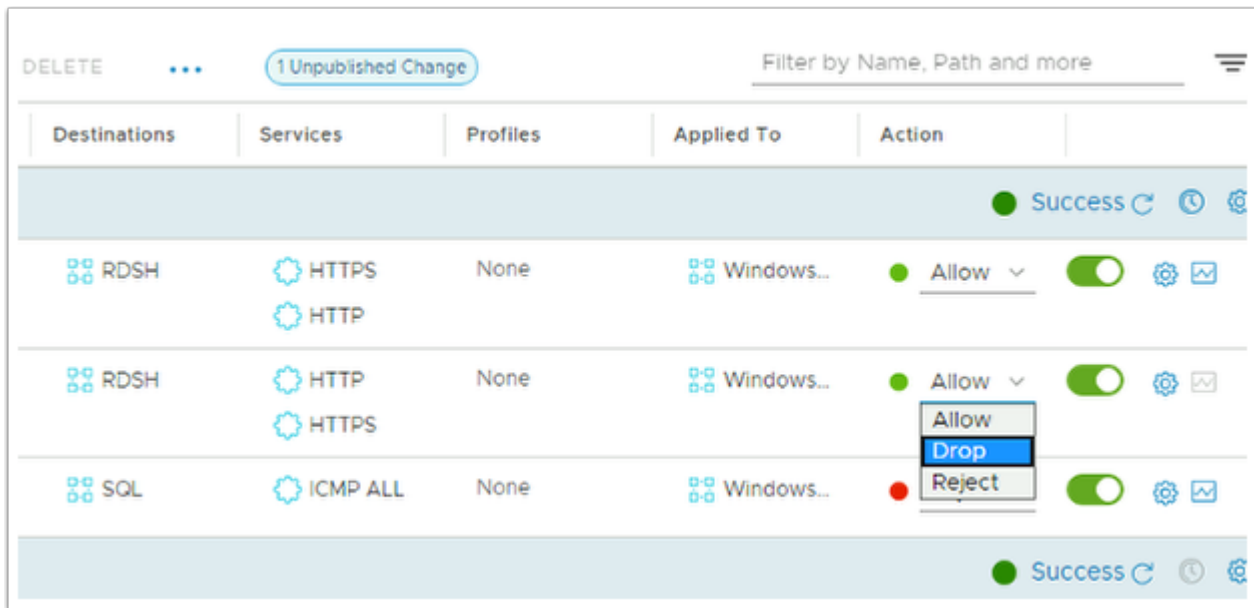 DELETE ... 1 Unpublished Change Filter by Name, Path and more
Destinations Services Profiles Applied To Action
Success
RDSH HTTPS None Windows... Allow
HTTP
RDSH HTTP None Windows... Allow
HTTPS Allow
Drop
SQL ICMP ALL None Windows... Reject
Success